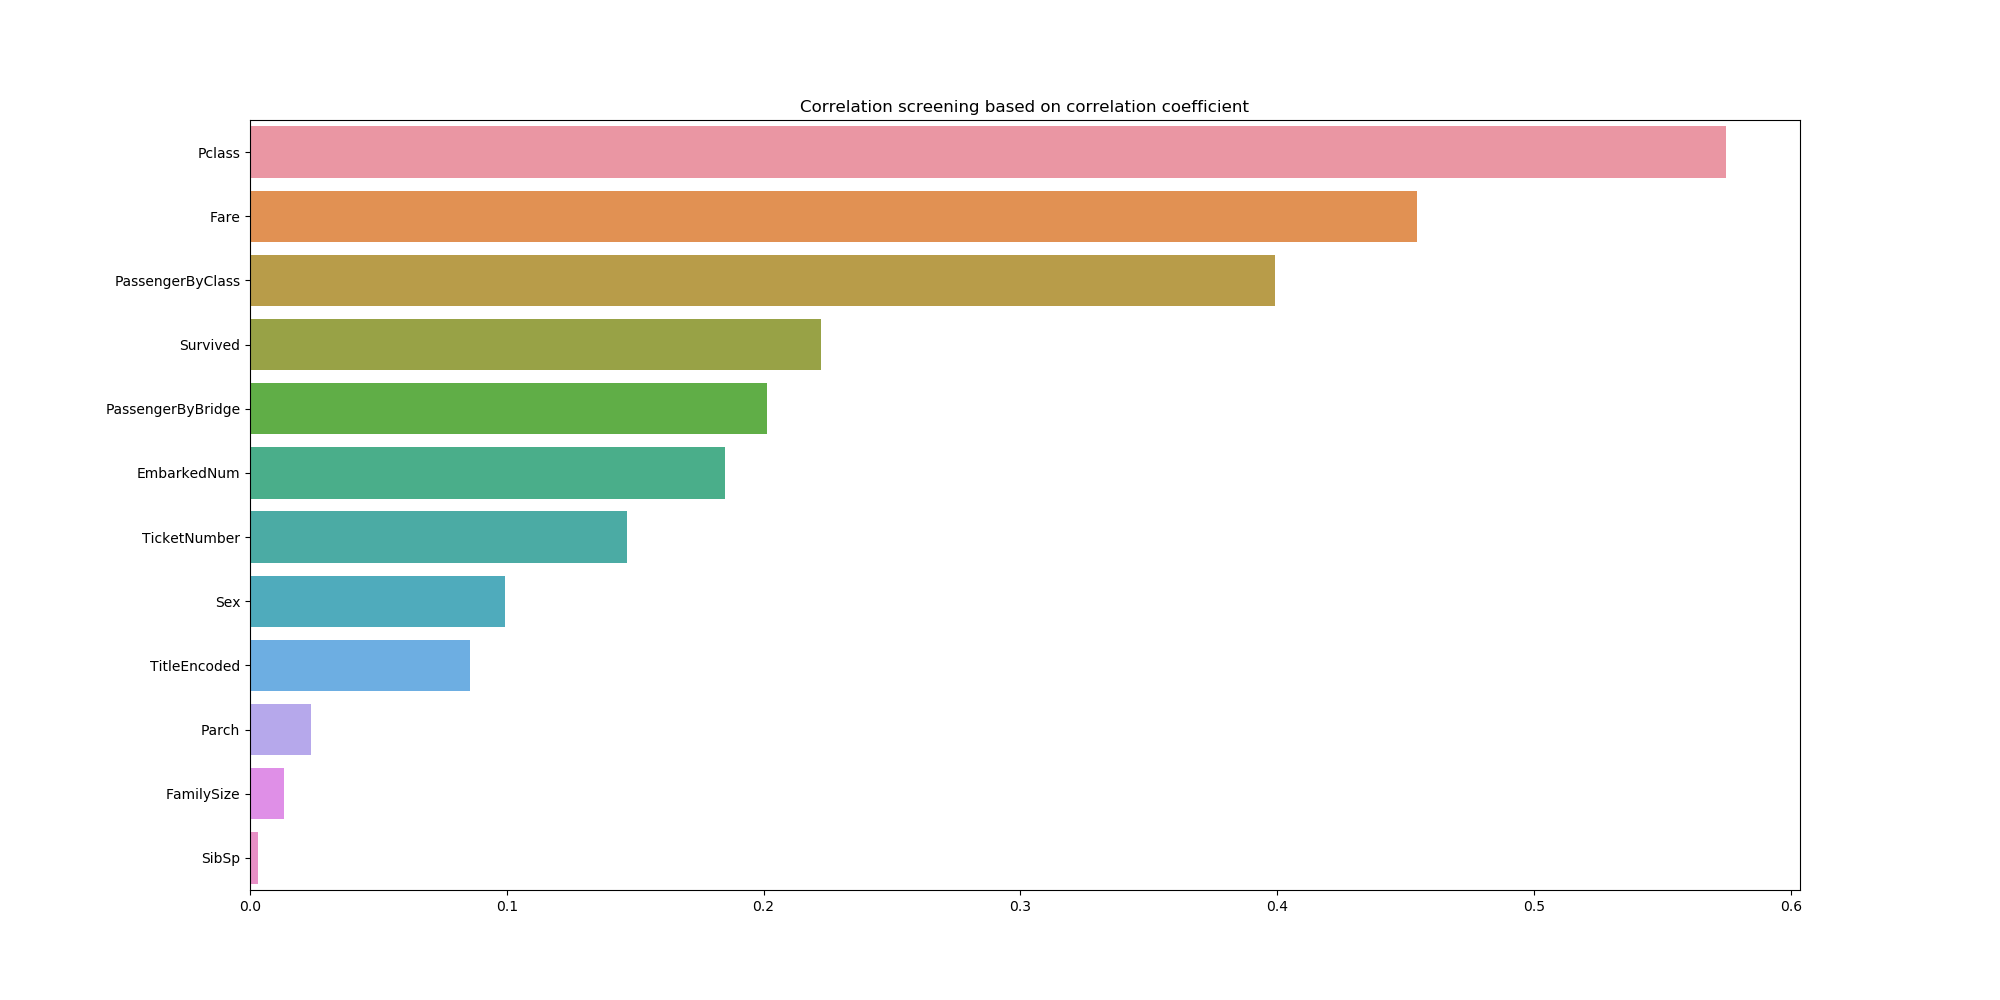 Correlation screening based on correlation coefficient
Pclass
Fare
PassengerByClass
Survived
PassengerByBridge
EmbarkedNum
TicketNumber
Sex
TitleEncoded
Parch
FamilySize
SibSp
0.0 0.1 0.2 0.3 0.4 0.5 0.6